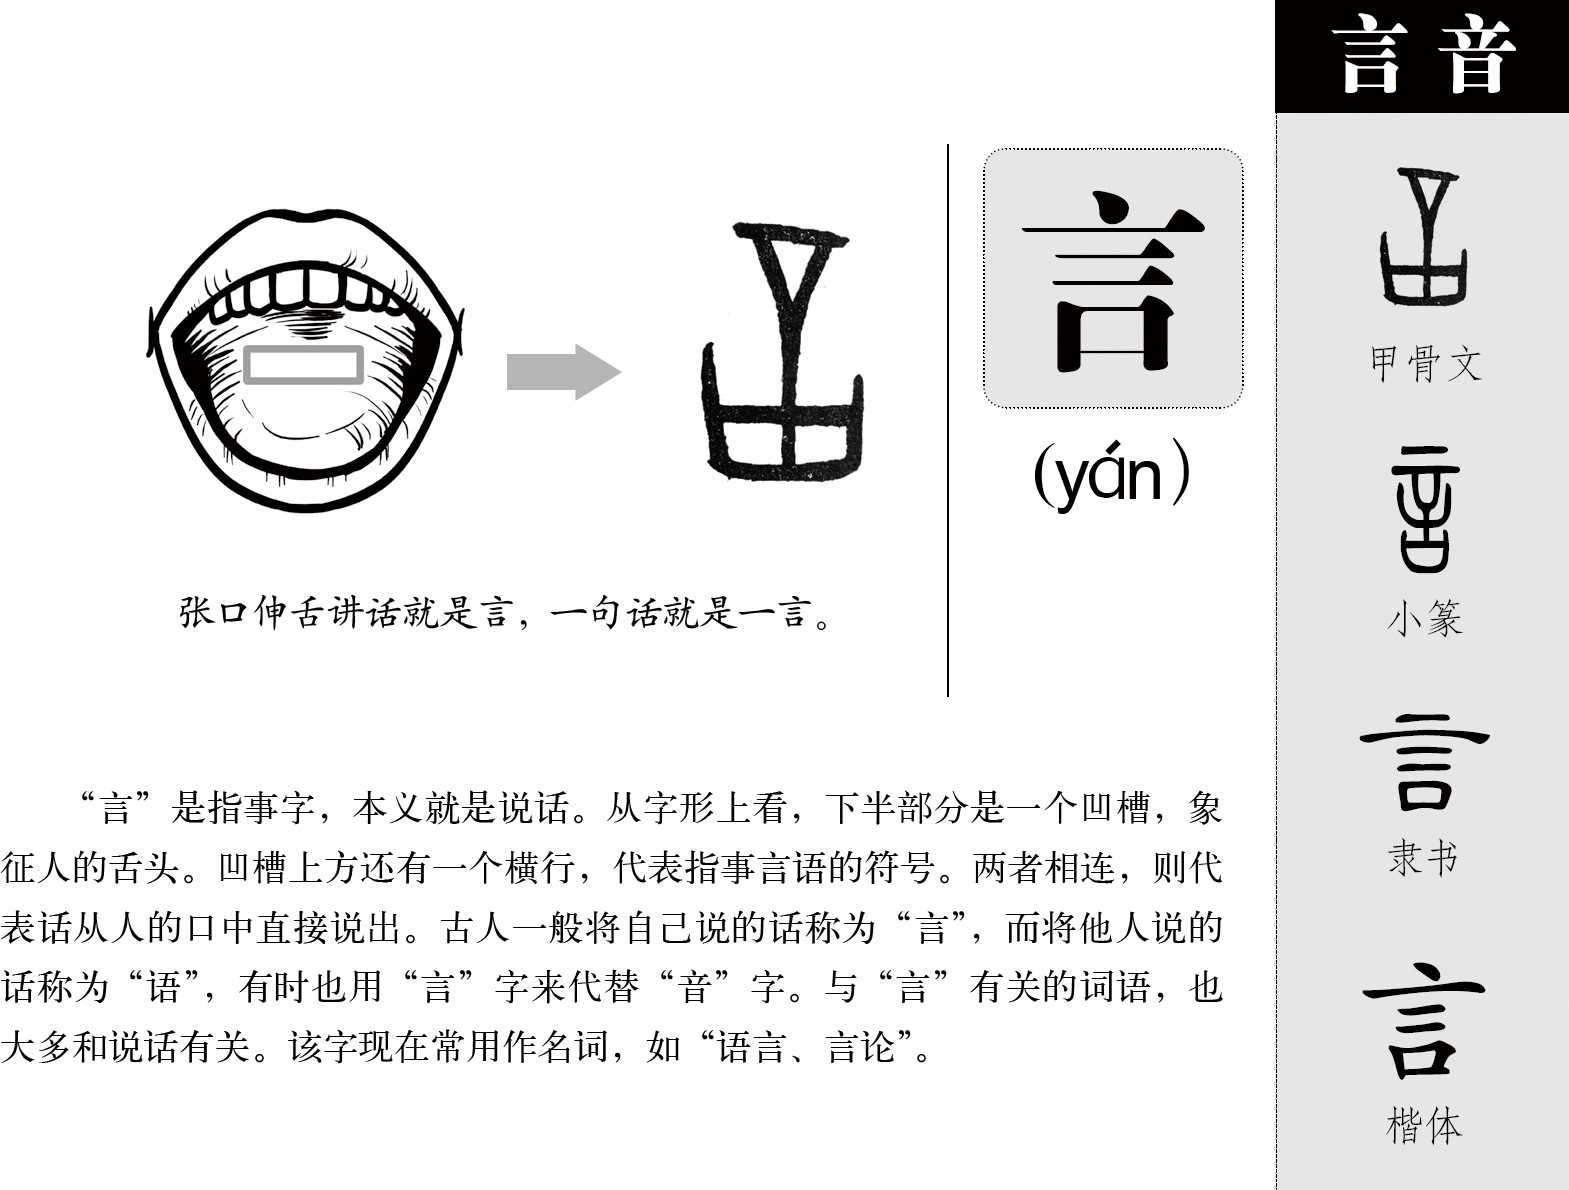 言音
言
(yán)
张口伸舌讲话就是言，一句话就是一言。
“言”是指事字，本义就是说话。从字形上看，下半部分是一个凹槽，象
征人的舌头。凹槽上方还有一个横行，代表指事言语的符号。两者相连，则代
表话从人的口中直接说出。古人一般将自己说的话称为“言”，而将他人说的
话称为“语”，有时也用“言”字来代替“音”字。与“言”有关的词语，也
大多和说话有关。该字现在常用作名词，如“语言、言论”。
甲骨文
言
小篆
言
隶书
言
楷体